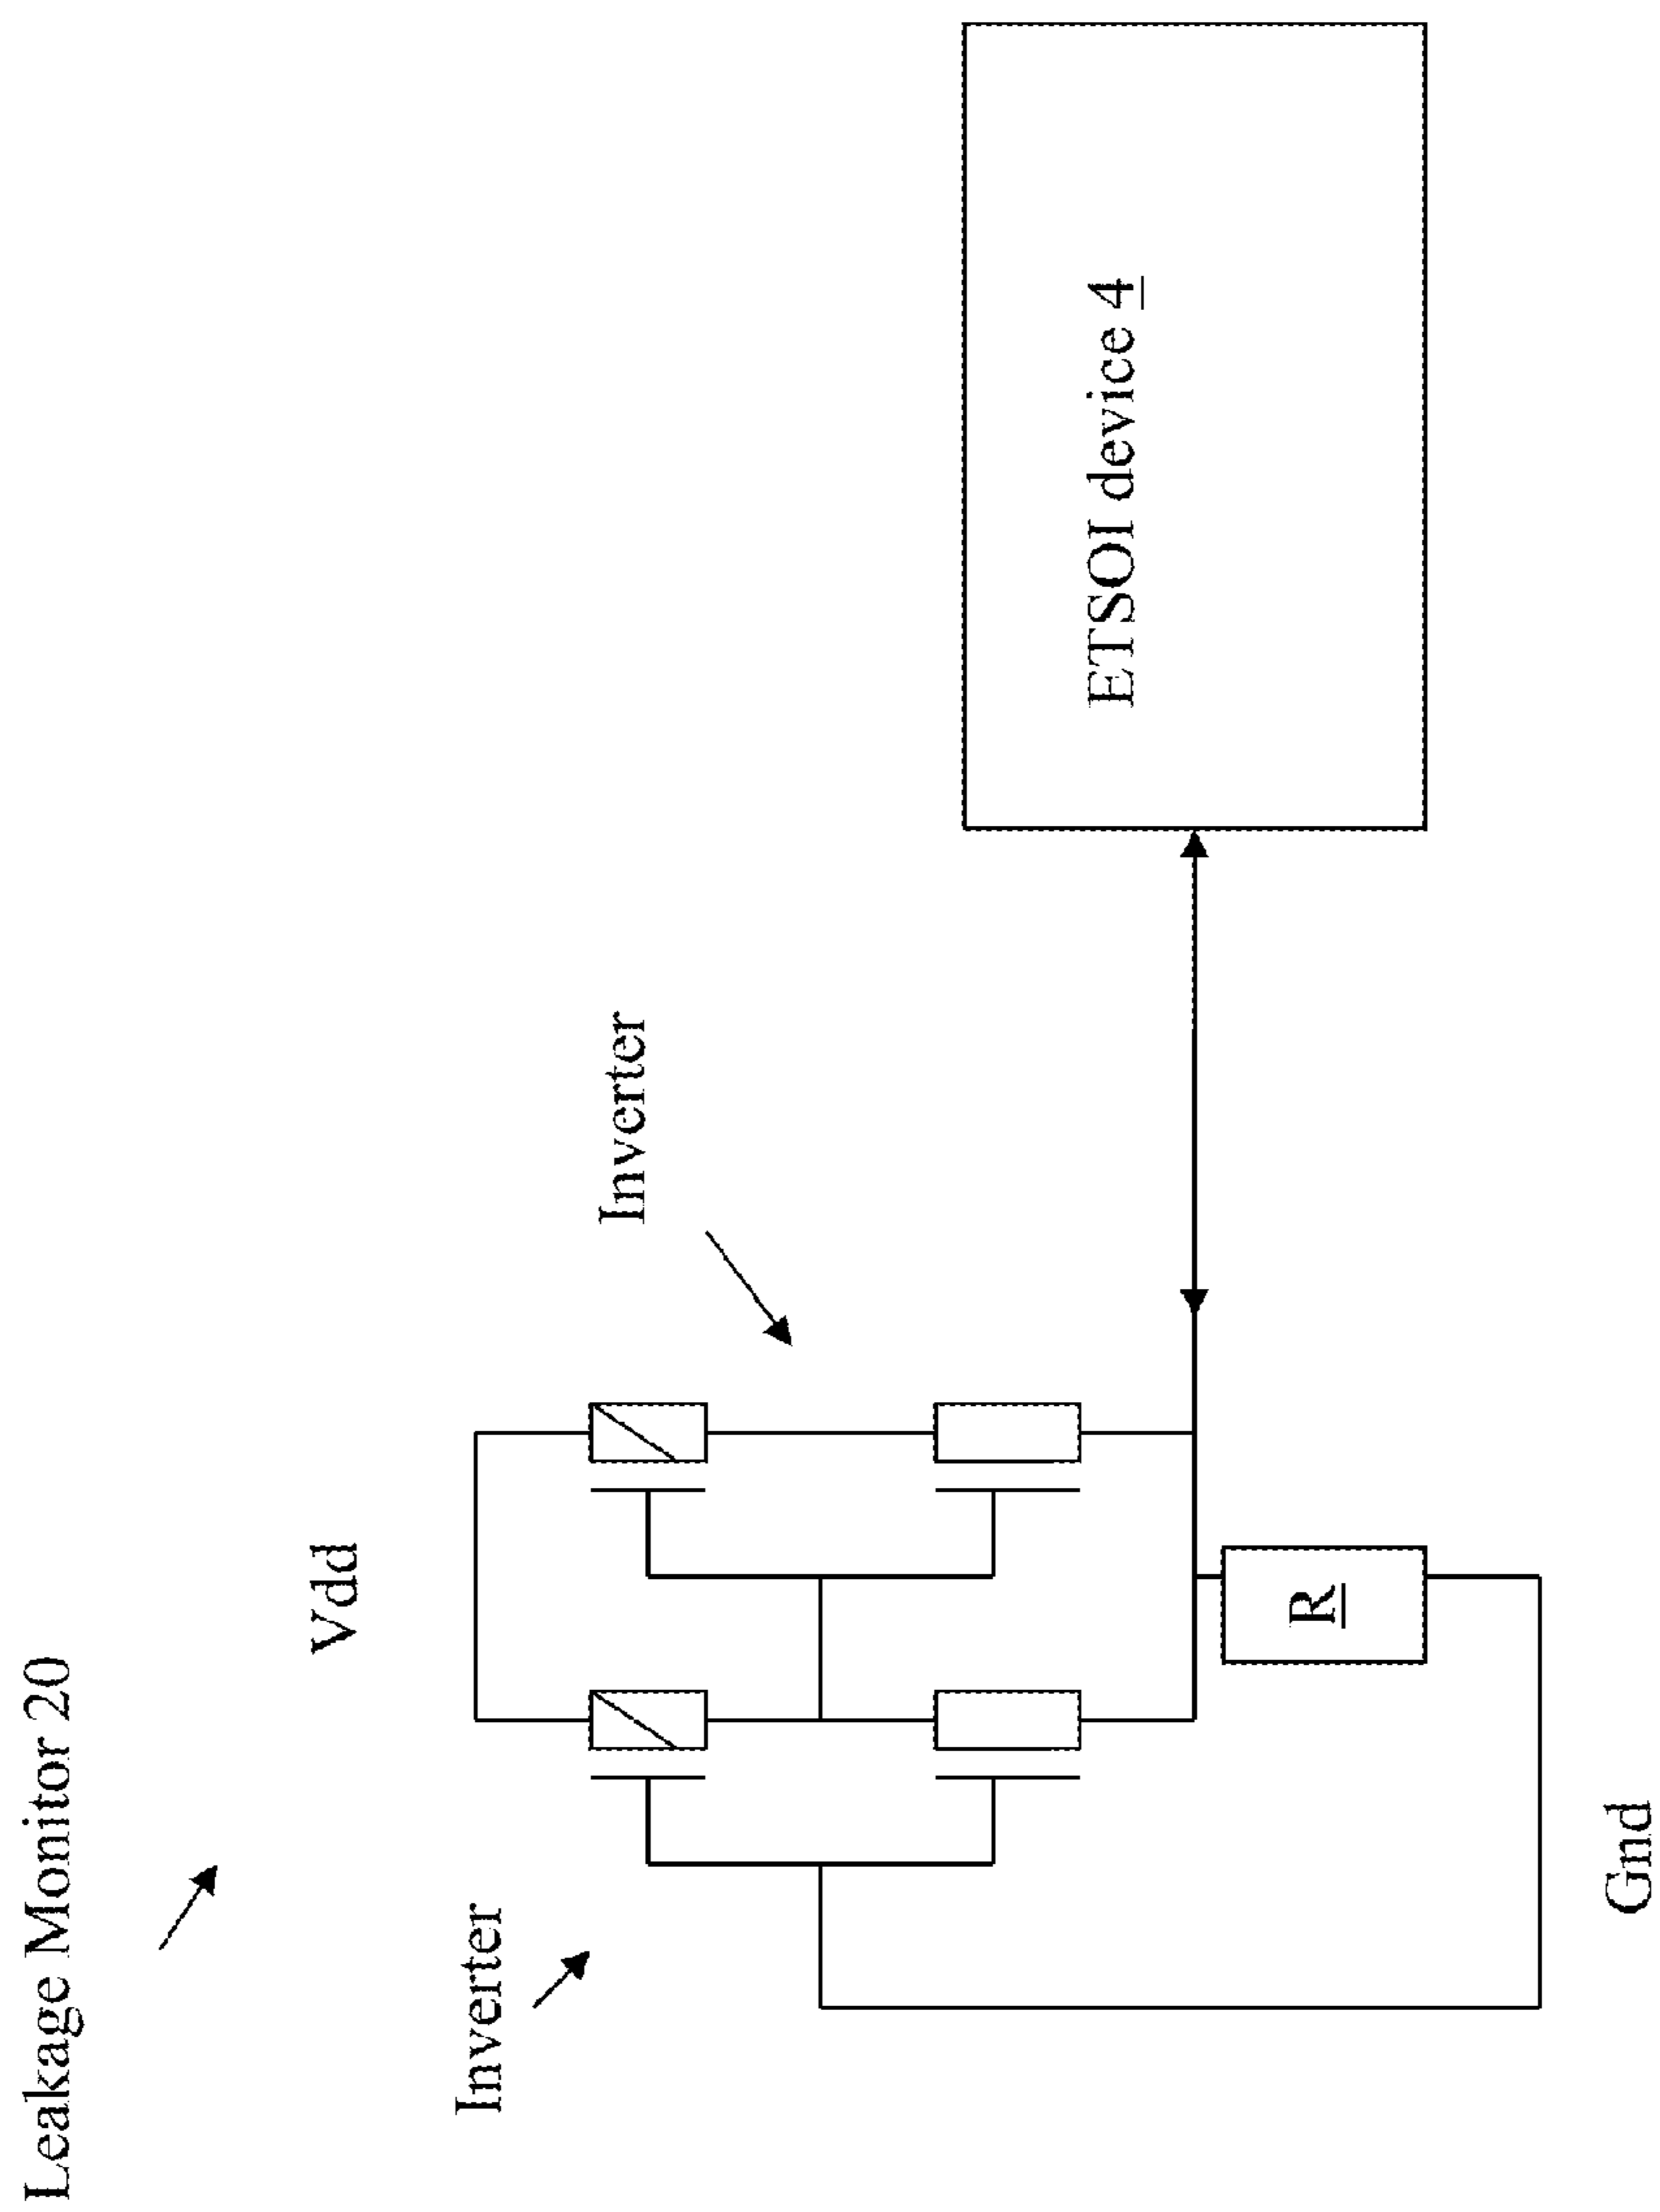 Leakage Monitor 20
Vdd
Inverter
Inverter
ETSOI device 4
R
Gnd